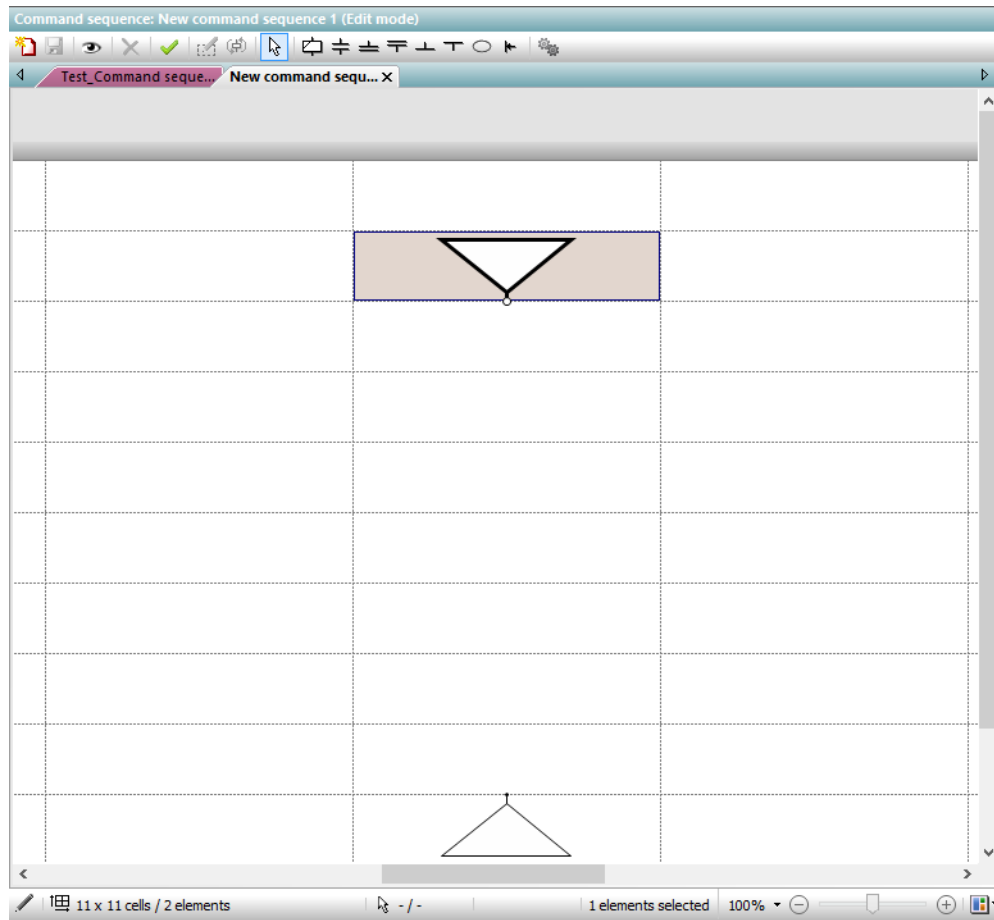 Command sequence: New command sequence 1 (Edit mode)
Test_Command seque... New command sequ... X
11 x 11 cells / 2 elements - / - 1 elements selected 100%